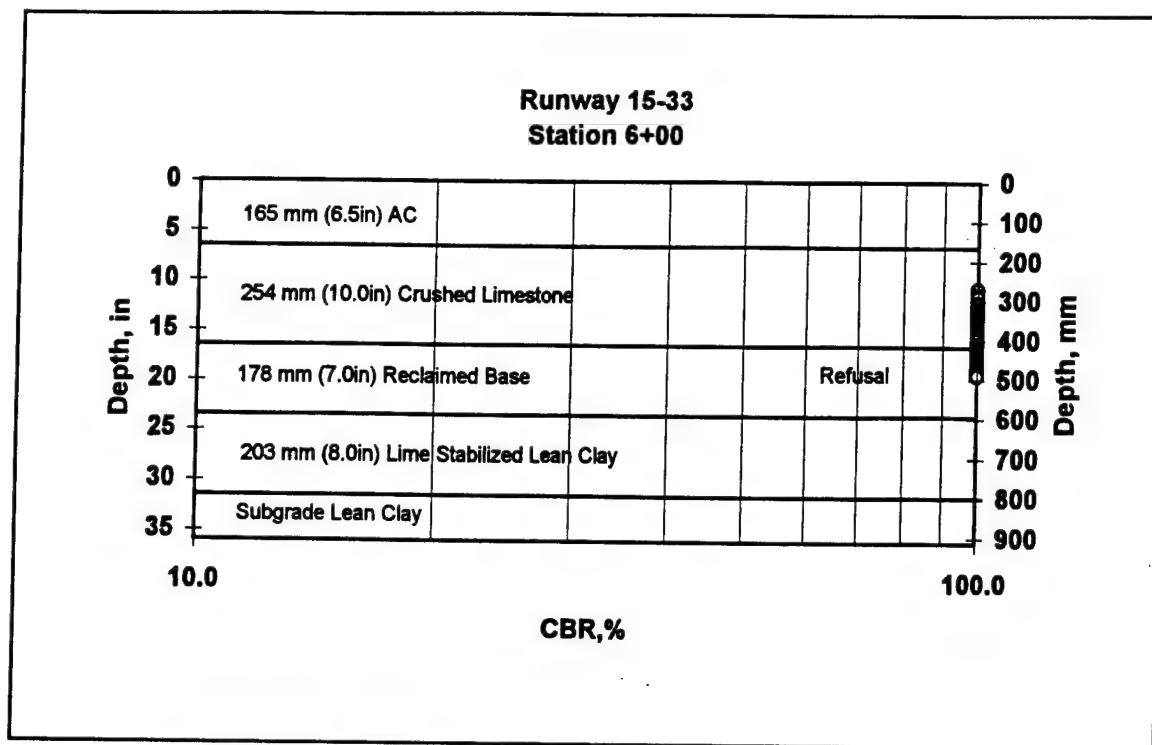 Runway 15-33
Station 6+00
0
5
10
15
20
25
30
35
Depth, in
165 mm (6.5in) AC
254 mm (10.0in) Crushed Limestone
178 mm (7.0in) Reclaimed Base
Refusal
203 mm (8.0in) Lime Stabilized Lean Clay
Subgrade Lean Clay
0
100
200
300
400
500
600
700
800
900
Depth, mm
10.0
100.0
CBR,%